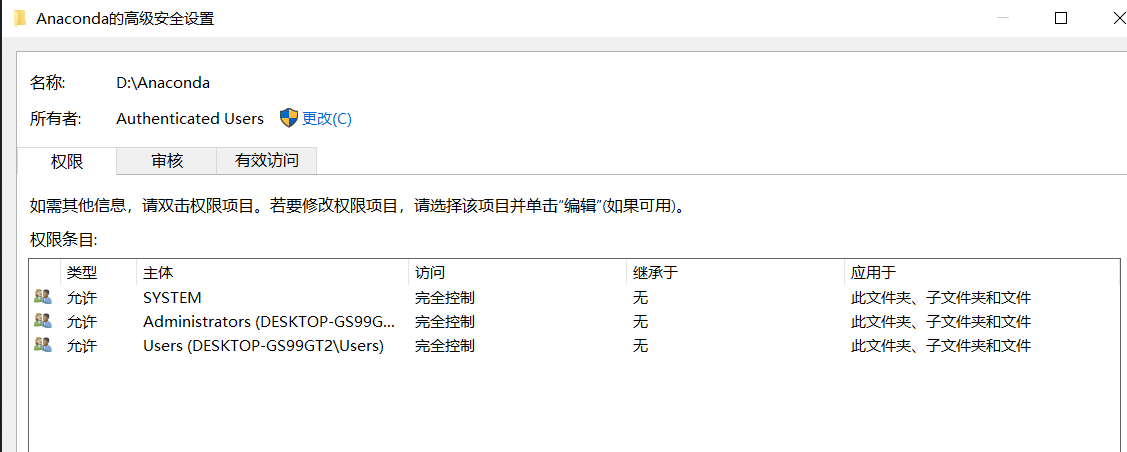 Anaconda的高级安全设置
名称: D:\Anaconda
所有者: Authenticated Users 更改(C)
权限 审核 有效访问
如需其他信息，请双击权限项目。若要修改权限项目，请选择该项目并单击“编辑”(如果可用)。
权限条目:
类型 主体 访问 继承于 应用于
允许 SYSTEM 完全控制 无 此文件夹、子文件夹和文件
允许 Administrators (DESKTOP-GS99G... 完全控制 无 此文件夹、子文件夹和文件
允许 Users (DESKTOP-GS99GT2\Users) 完全控制 无 此文件夹、子文件夹和文件